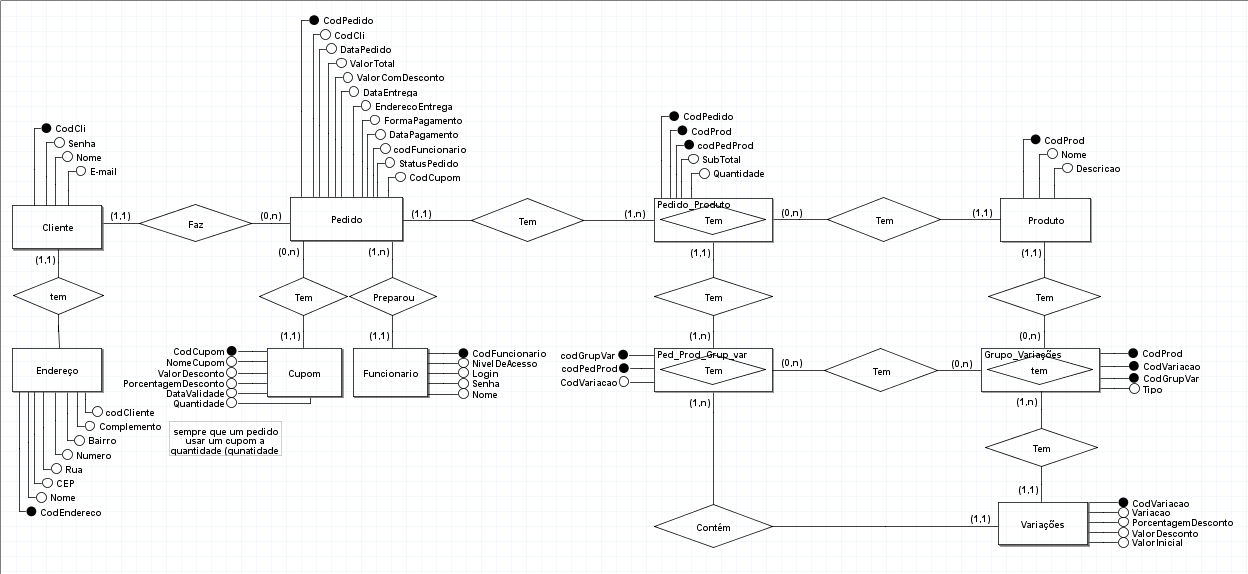 CodPedido
CodCli
DataPedido
ValorTotal
ValorComDesconto
DataEntrega
EnderecoEntrega
FormaPagamento
DataPagamento
codFuncionario
StatusPedido
CodCupom
CodCli
Senha
Nome
E-mail
CodPedido
CodProd
codPedProd
SubTotal
Quantidade
CodProd
Nome
Descricao
Cliente
(1,1)
Faz
(0,n)
Pedido
(1,1)
Tem
(1,n)
Pedido_Produto
Tem
(0,n)
Tem
(1,1)
Produto
(1,1)
(0,n)
(1,n)
(1,1)
(1,1)
tem
Tem
Preparou
Tem
Tem
(1,1)
(1,1)
(1,n)
(0,n)
Endereço
CodCupom
NomeCupom
ValorDesconto
PorcentagemDesconto
DataValidade
Quantidade
Cupom
Funcionario
CodFuncionario
NivelDeAcesso
Login
Senha
Nome
codGrupVar
codPedProd
CodVariacao
Ped_Prod_Grup_var
Tem
(0,n)
Tem
(0,n)
Grupo_Variações
tem
CodProd
CodVariacao
CodGrupVar
Tipo
(1,n)
(1,n)
codCliente
Complemento
Bairro
Numero
Rua
CEP
Nome
CodEndereco
sempre que um pedido
usar um cupom a
quantidade (qunatidade
Tem
(1,1)
Contém
(1,1)
Variações
CodVariacao
Variacao
PorcentagemDesconto
ValorDesconto
ValorInicial